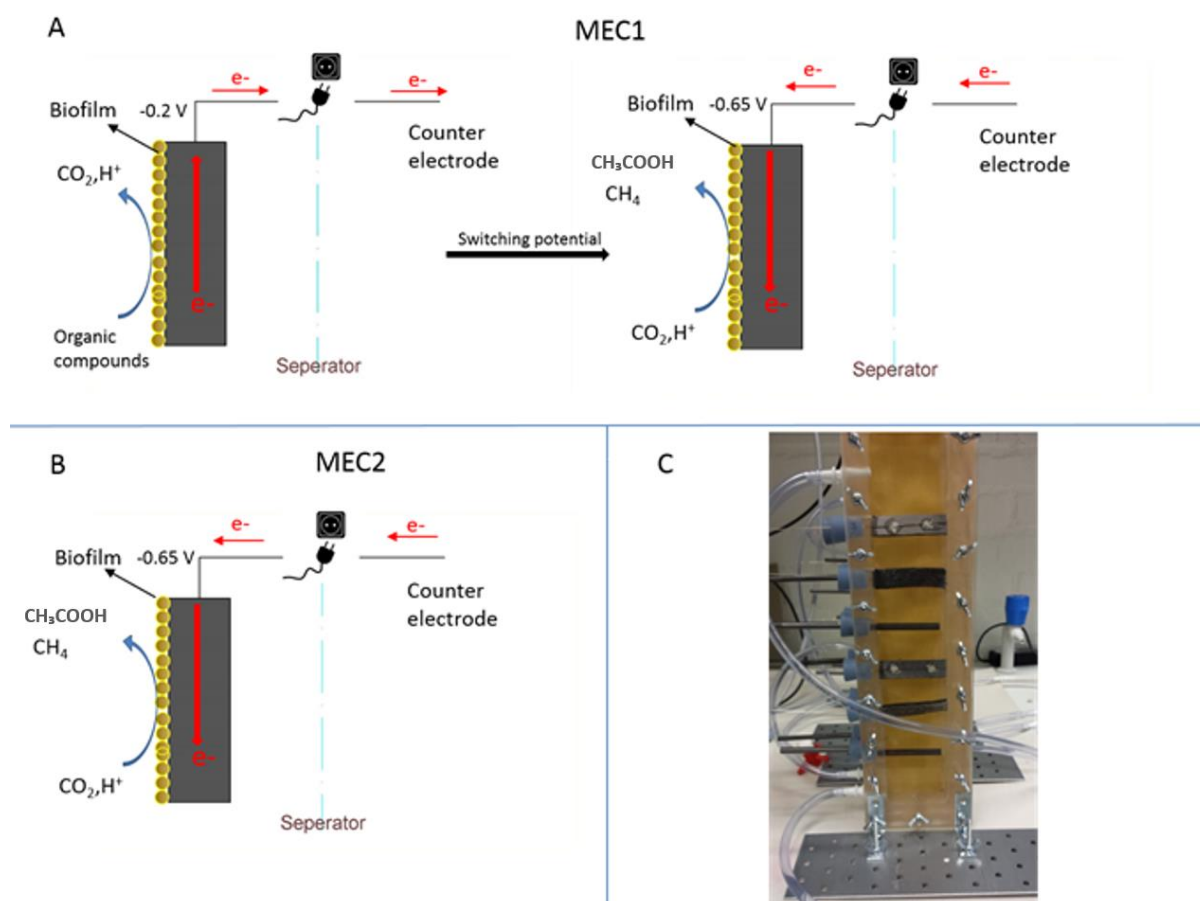 A
MEC1
e-
e-
Biofilm
-0.2 V
Counter
electrode
CO₂,H⁺
e-
Organic
compounds
Seperator
Switching potential
e-
e-
Biofilm
-0.65 V
Counter
electrode
CH₃COOH
CH₄
e-
CO₂,H⁺
Seperator
B
MEC2
e-
e-
Biofilm
-0.65 V
Counter
electrode
CH₃COOH
CH₄
e-
CO₂,H⁺
Seperator
C